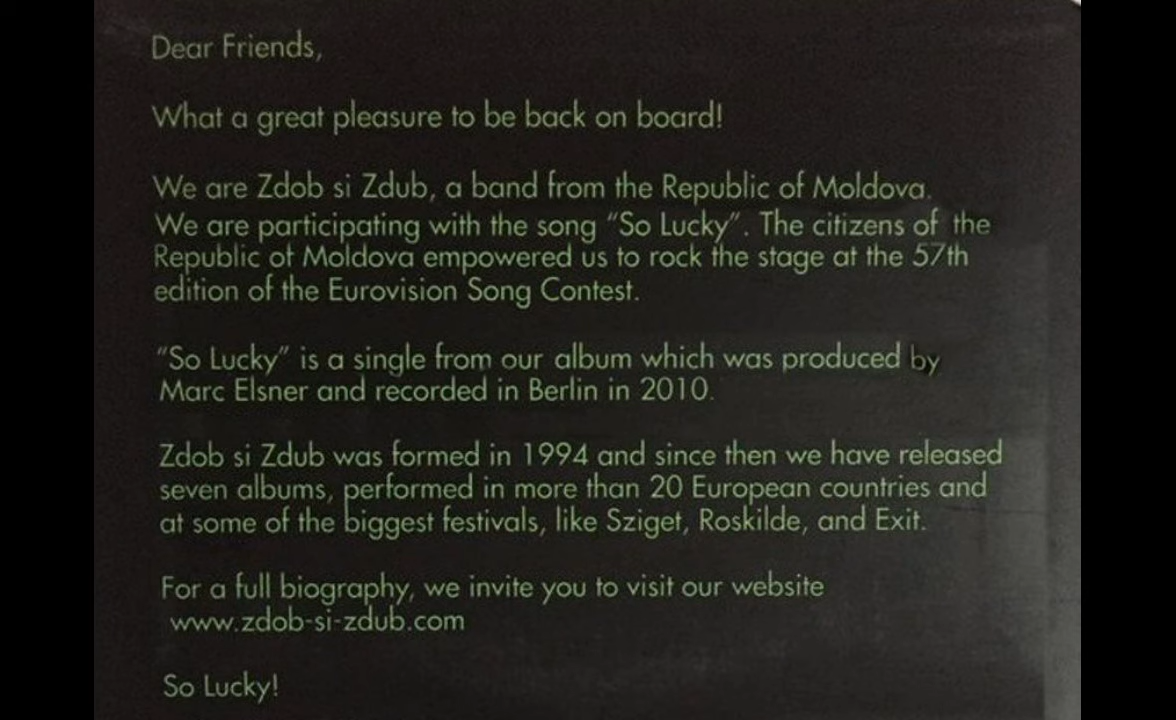 Dear Friends,
What a great pleasure to be back on board!
We are Zdob si Zdub, a band from the Republic of Moldova.
We are participating with the song "So Lucky". The citizens of the
Republic of Moldova empowered us to rock the stage at the 57th
edition of the Eurovision Song Contest.
"So Lucky" is a single from our album which was produced by
Marc Elsner and recorded in Berlin in 2010.
Zdob si Zdub was formed in 1994 and since then we have released
seven albums, performed in more than 20 European countries and
at some of the biggest festivals, like Sziget, Roskilde, and Exit.
For a full biography, we invite you to visit our website
www.zdob-si-zdub.com
So Lucky!